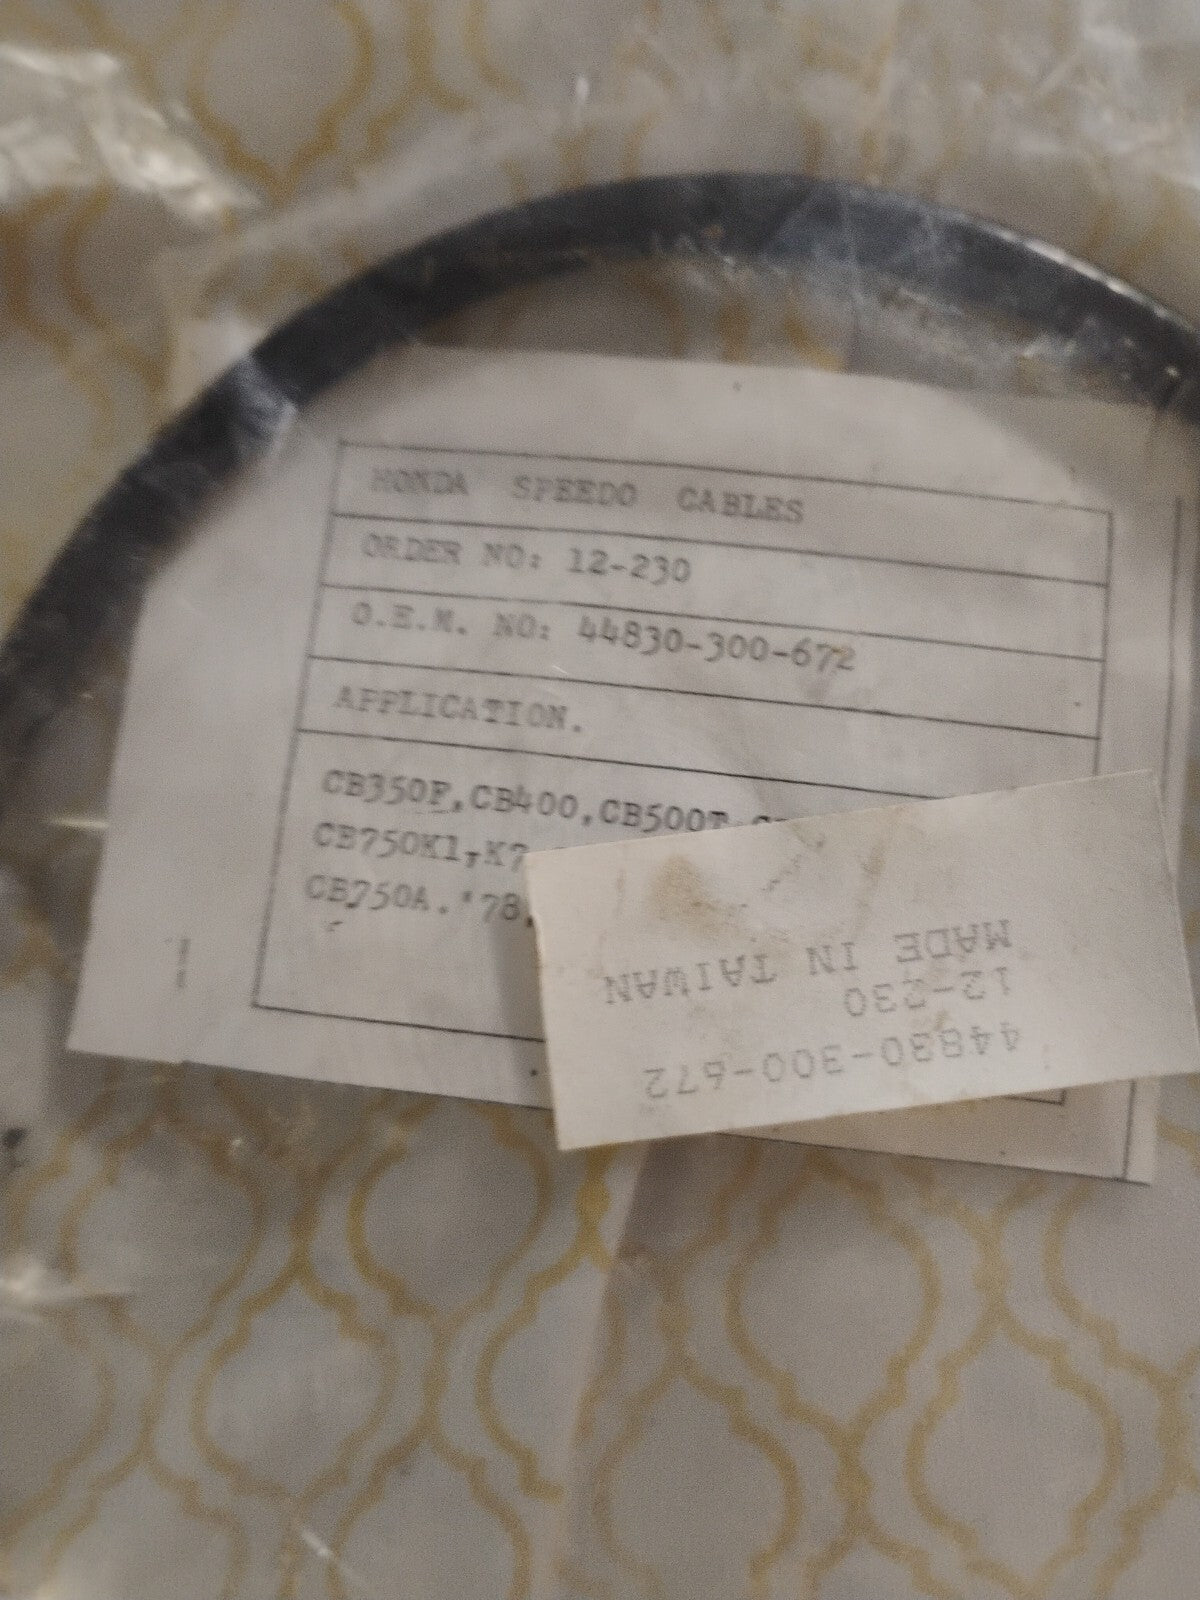 HONDA SPEEDO CABLES
ORDER NO: 12-230
O.E.M. NO: 44830-300-672
APPLICATION.
CB350F,CB400,CB500T
CB750K1,K7
CB750A.'78,
MADE IN TAIWAN
12-230
44830-300-672